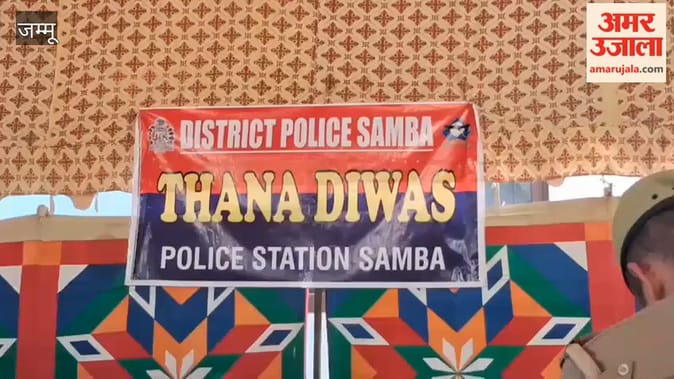 जम्मू
अमर
उजाला
amarujala.com
DISTRICT POLICE SAMBA
THANA DIWAS
POLICE STATION SAMBA